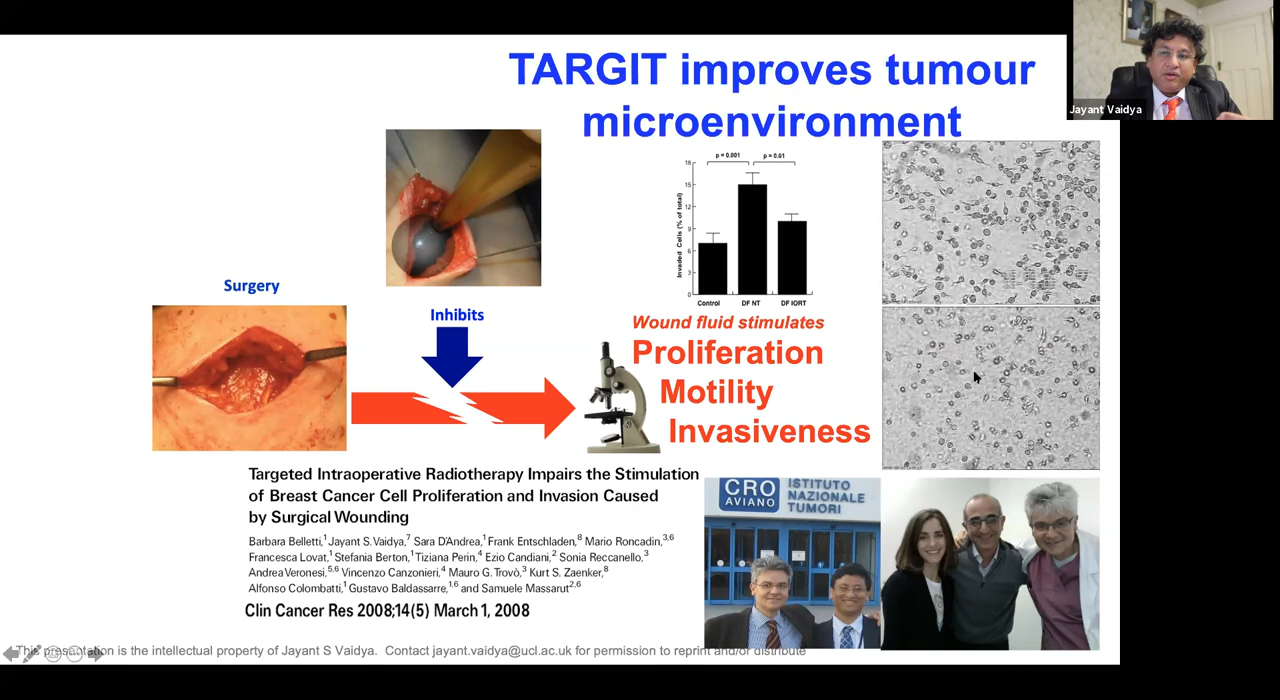 TARGIT improves tumour
microenvironment
Jayant Vaidya
p = 0.001
p = 0.01
Invaded Cells (% of total)
18
15
12
9
6
3
0
Control
DF NT
DF IORT
Surgery
Inhibits
Wound fluid stimulates
Proliferation
Motility
Invasiveness
Targeted Intraoperative Radiotherapy Impairs the Stimulation
of Breast Cancer Cell Proliferation and Invasion Caused
by Surgical Wounding
Barbara Belletti,1 Jayant S. Vaidya,7 Sara D'Andrea,1 Frank Entschladen,8 Mario Roncadin,3,6
Francesca Lovat,1 Stefania Berton,1 Tiziana Perin,4 Ezio Candiani,2 Sonia Reccanello,3
Andrea Veronesi,5,6 Vincenzo Canzonieri,4 Mauro G. Trovò,3 Kurt S. Zaenker,8
Alfonso Colombatti,1 Gustavo Baldassarre,1,6 and Samuele Massarut2,6
Clin Cancer Res 2008;14(5) March 1, 2008
CRO
AVIANO
ISTITUTO
NAZIONALE
TUMORI
This presentation is the intellectual property of Jayant S Vaidya. Contact jayant.vaidya@ucl.ac.uk for permission to reprint and/or distribute